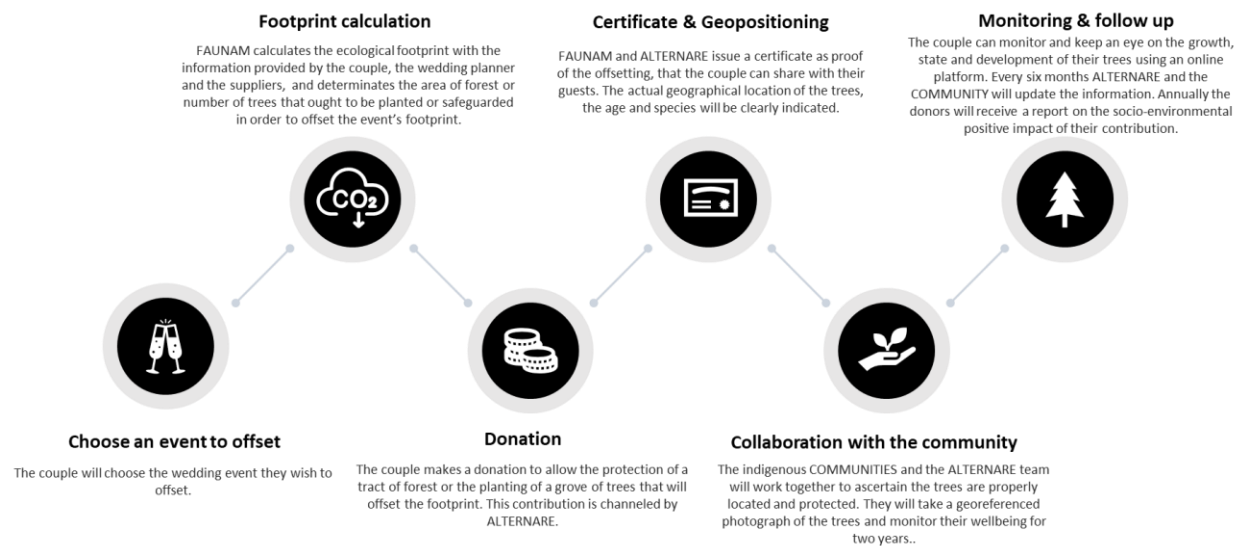 Footprint calculation
FAUNAM calculates the ecological footprint with the
information provided by the couple, the wedding planner
and the suppliers, and determinates the area of forest or
number of trees that ought to be planted or safeguarded
in order to offset the event's footprint.
Certificate & Geopositioning
FAUNAM and ALTERNARE issue a certificate as proof
of the offsetting, that the couple can share with their
guests. The actual geographical location of the trees,
the age and species will be clearly indicated.
Monitoring & follow up
The couple can monitor and keep an eye on the growth,
state and development of their trees using an online
platform. Every six months ALTERNARE and the
COMMUNITY will update the information. Annually the
donors will receive a report on the socio-environmental
positive impact of their contribution.
CO2
Choose an event to offset
The couple will choose the wedding event they wish to
offset.
Donation
The couple makes a donation to allow the protection of a
tract of forest or the planting of a grove of trees that will
offset the footprint. This contribution is channeled by
ALTERNARE.
Collaboration with the community
The indigenous COMMUNITIES and the ALTERNARE team
will work together to ascertain the trees are properly
located and protected. They will take a georeferenced
photograph of the trees and monitor their wellbeing for
two years..